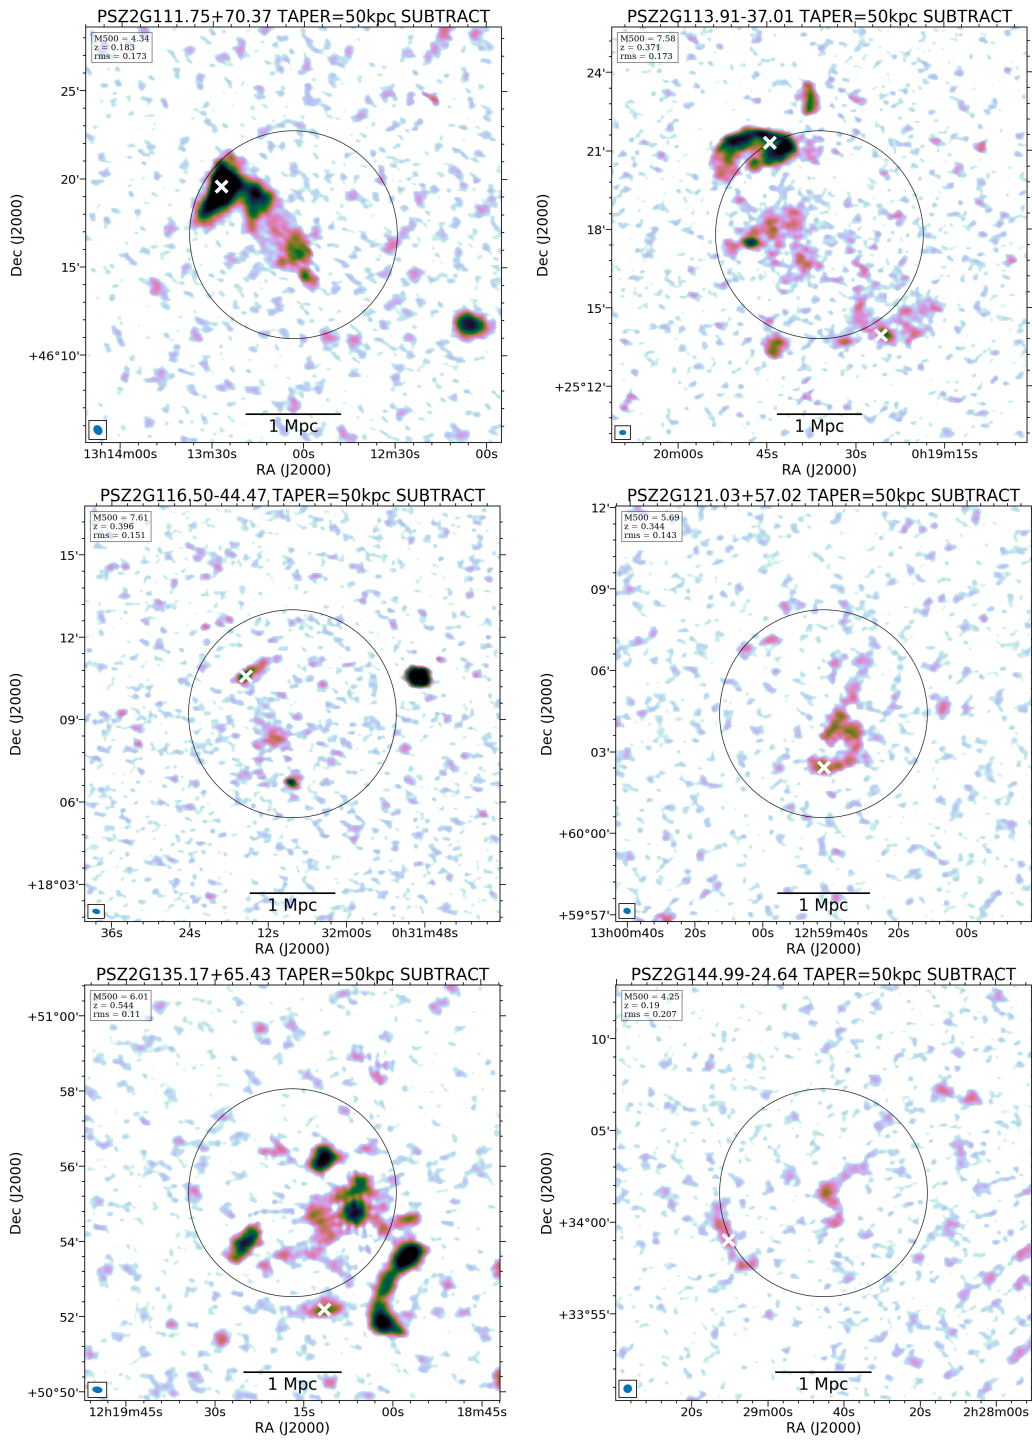 PSZ2G111.75+70.37 TAPER=50kpc SUBTRACT
M500 = 4.34
z = 0.183
rms = 0.173
25'
20'
15'
+46°10'
Dec (J2000)
1 Mpc
13h14m00s 13m30s 00s 12m30s 00s
RA (J2000)
PSZ2G113.91-37.01 TAPER=50kpc SUBTRACT
M500 = 7.58
z = 0.371
rms = 0.173
24'
21'
18'
15'
+25°12'
Dec (J2000)
1 Mpc
20m00s 45s 30s 0h19m15s
RA (J2000)
PSZ2G116.50-44.47 TAPER=50kpc SUBTRACT
M500 = 7.61
z = 0.396
rms = 0.151
15'
12'
09'
06'
+18°03'
Dec (J2000)
1 Mpc
36s 24s 12s 32m00s 0h31m48s
RA (J2000)
PSZ2G121.03+57.02 TAPER=50kpc SUBTRACT
M500 = 5.69
z = 0.344
rms = 0.143
12'
09'
06'
03'
+60°00'
+59°57'
Dec (J2000)
1 Mpc
13h00m40s 20s 00s 12h59m40s 20s 00s
RA (J2000)
PSZ2G135.17+65.43 TAPER=50kpc SUBTRACT
M500 = 6.01
z = 0.544
rms = 0.11
+51°00'
58'
56'
54'
52'
+50°50'
Dec (J2000)
1 Mpc
12h19m45s 30s 15s 00s 18m45s
RA (J2000)
PSZ2G144.99-24.64 TAPER=50kpc SUBTRACT
M500 = 4.25
z = 0.19
rms = 0.207
10'
05'
+34°00'
+33°55'
Dec (J2000)
1 Mpc
20s 29m00s 40s 20s 2h28m00s
RA (J2000)